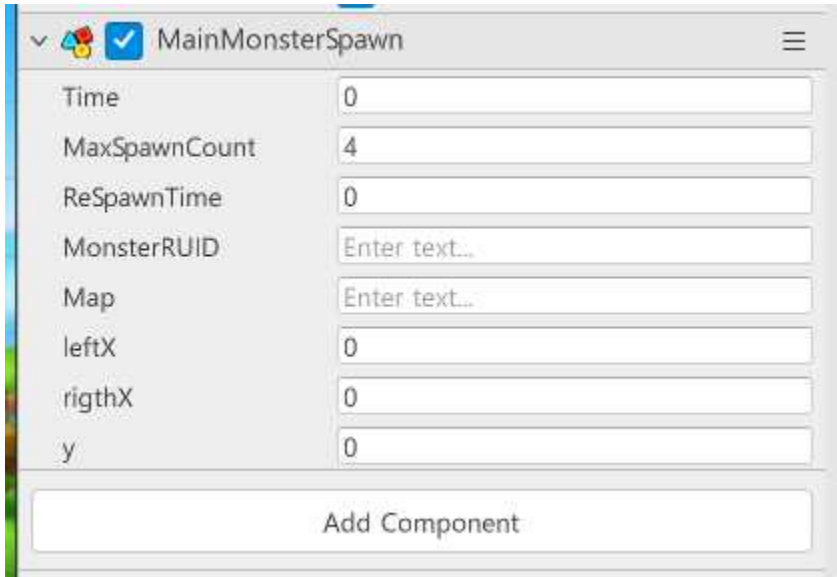 MainMonsterSpawn
Time 0
MaxSpawnCount 4
ReSpawnTime 0
MonsterRUID Enter text...
Map Enter text...
leftX 0
rigthX 0
y 0
Add Component